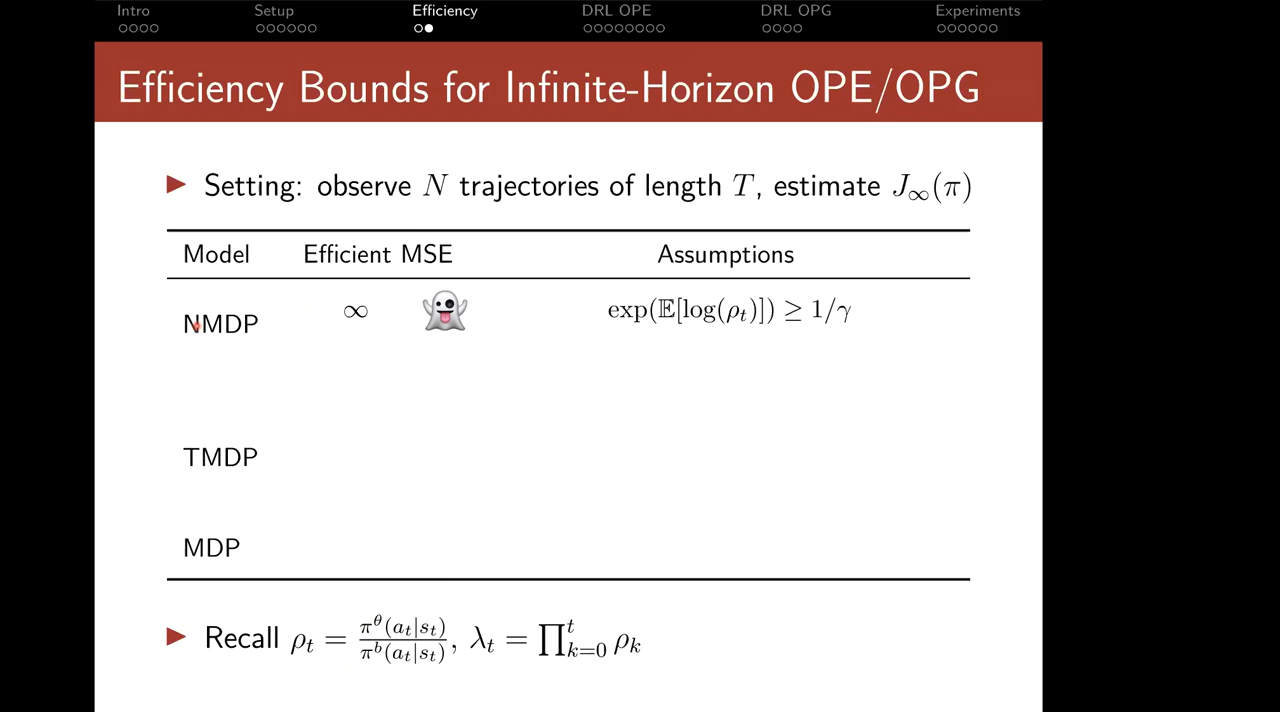 Intro Setup Efficiency DRL OPE DRL OPG Experiments
Efficiency Bounds for Infinite-Horizon OPE/OPG
Setting: observe N trajectories of length T, estimate J∞(π)
Model Efficient MSE Assumptions
NMDP ∞ exp(𝔼[log(ρₜ)]) ≥ 1/γ
TMDP
MDP
Recall ρₜ = π^θ(aₜ|sₜ) / π^b(aₜ|sₜ), λₜ = ∏ᵗₖ₌₀ ρₖ